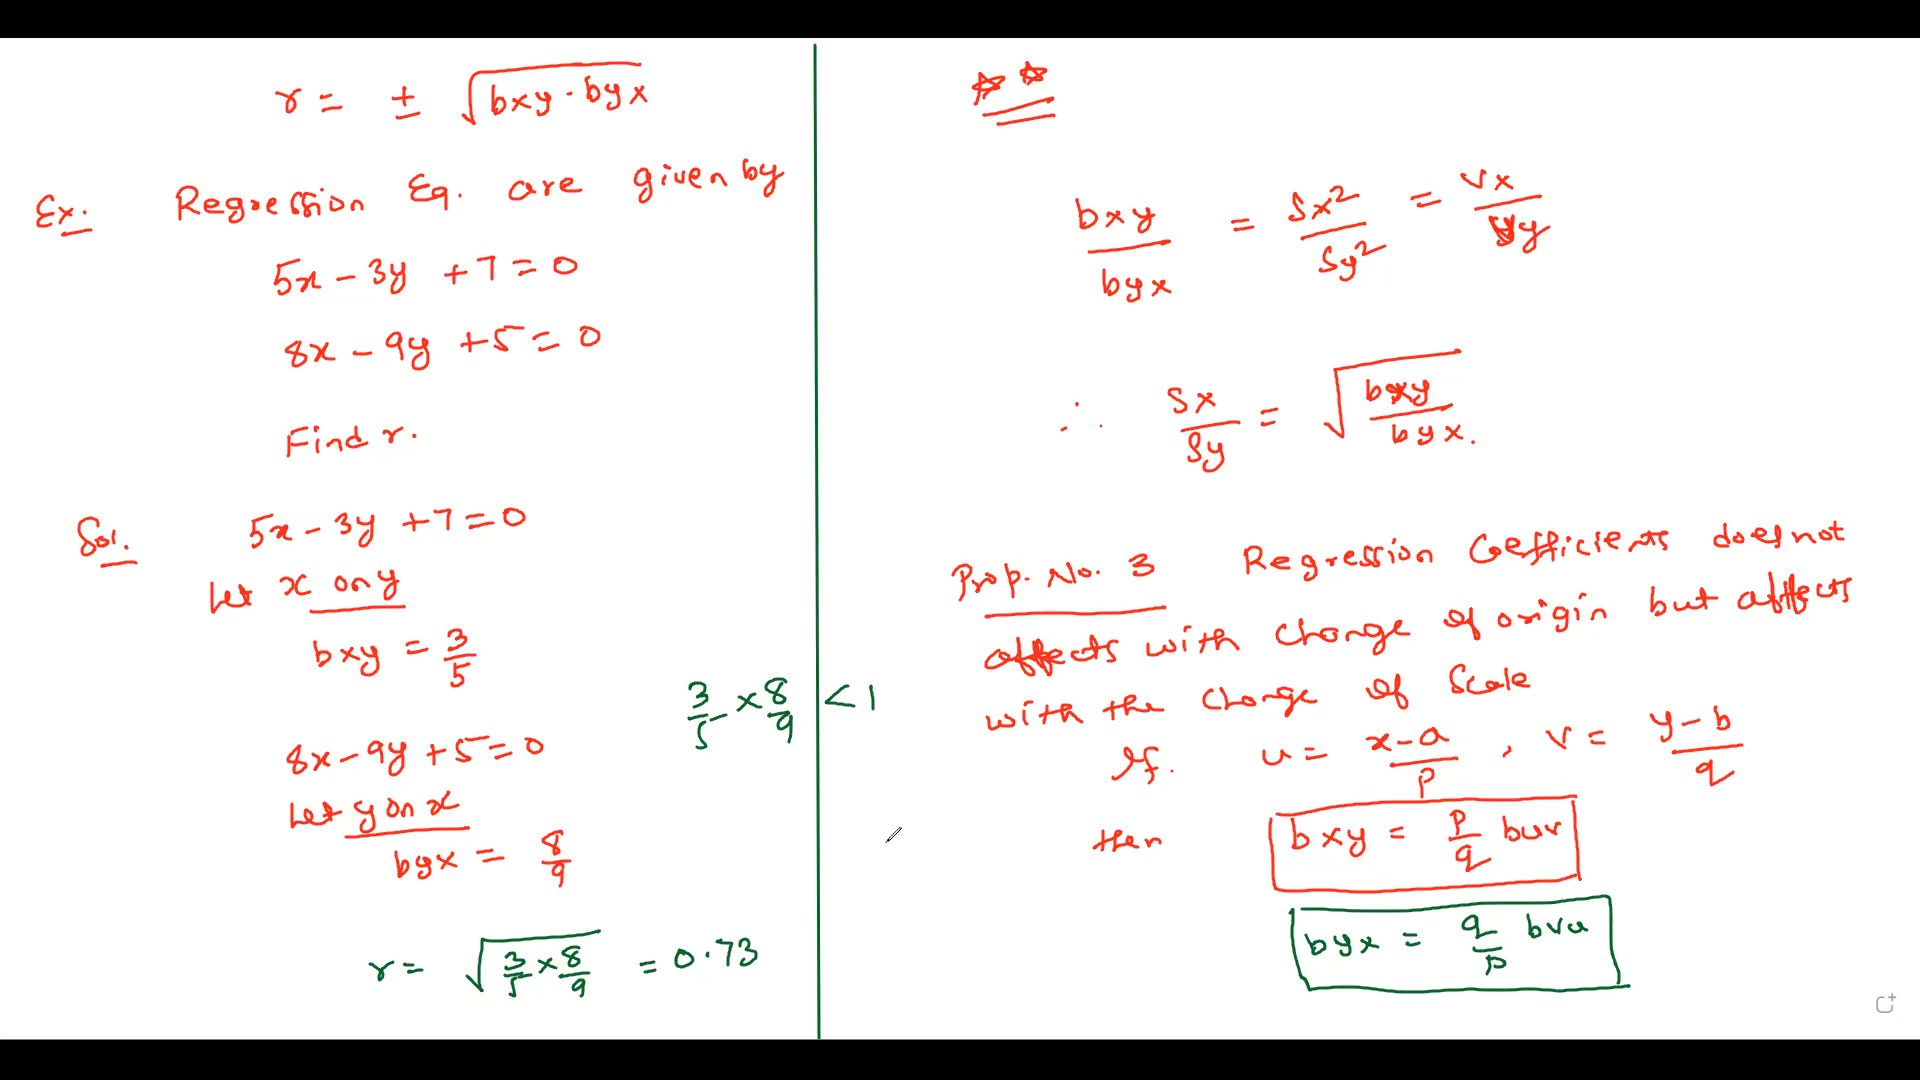 r = ± √(bxy · byx)
Ex. Regression Eq. are given by
5x - 3y + 7 = 0
8x - 9y + 5 = 0
Find r.
Sol. 5x - 3y + 7 = 0
Let x on y
bxy = 3/5
3/5 × 8/9 < 1
8x - 9y + 5 = 0
Let y on x
byx = 8/9
r = √(3/5 × 8/9) = 0.73
☆ ☆
bxy/byx = Sx²/Sy² = Vx/Vy
∴ Sx/Sy = √(bxy/byx).
Prop. No. 3 Regression Coefficients does not
affects with change of origin but affects
with the change of Scale
If. u = (x-a)/p , v = (y-b)/q
then bxy = p/q buv
byx = q/p bvu